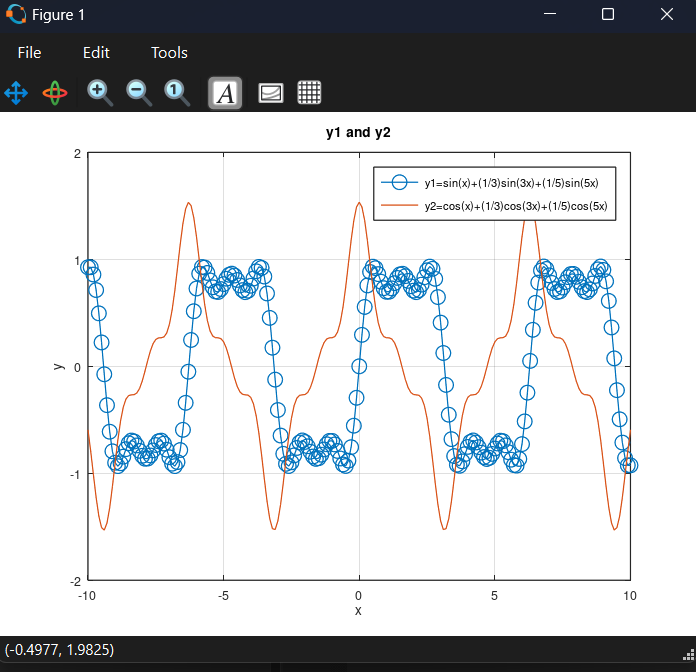 Figure 1
File Edit Tools
1 A
y1 and y2
y1=sin(x)+(1/3)sin(3x)+(1/5)sin(5x)
y2=cos(x)+(1/3)cos(3x)+(1/5)cos(5x)
2
1
y
0
-1
-2
-10 -5 0 5 10
x
(-0.4977, 1.9825)